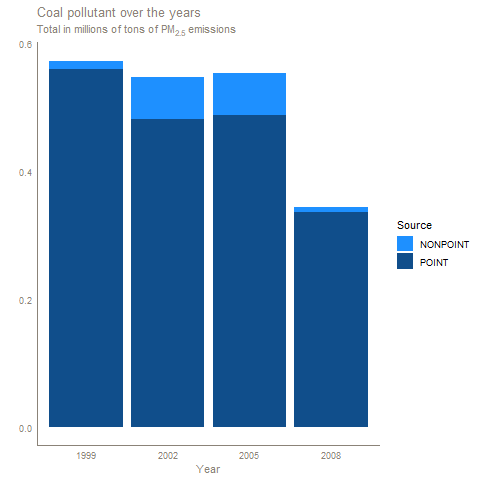 Coal pollutant over the years
Total in millions of tons of PM2.5 emissions
0.6
0.4
0.2
0.0
1999 2002 2005 2008
Year
Source
NONPOINT
POINT